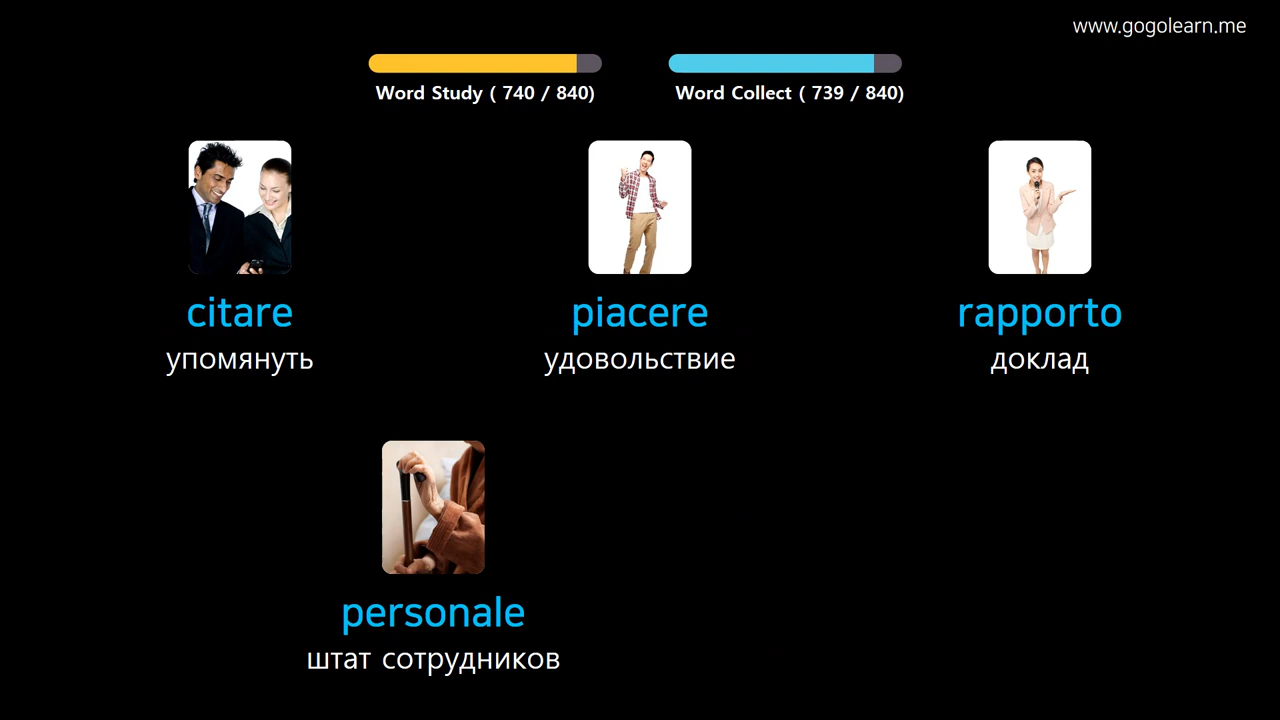 www.gogolearn.me
Word Study ( 740 / 840)
Word Collect ( 739 / 840)
citare
упомянуть
piacere
удовольствие
rapporto
доклад
personale
штат сотрудников